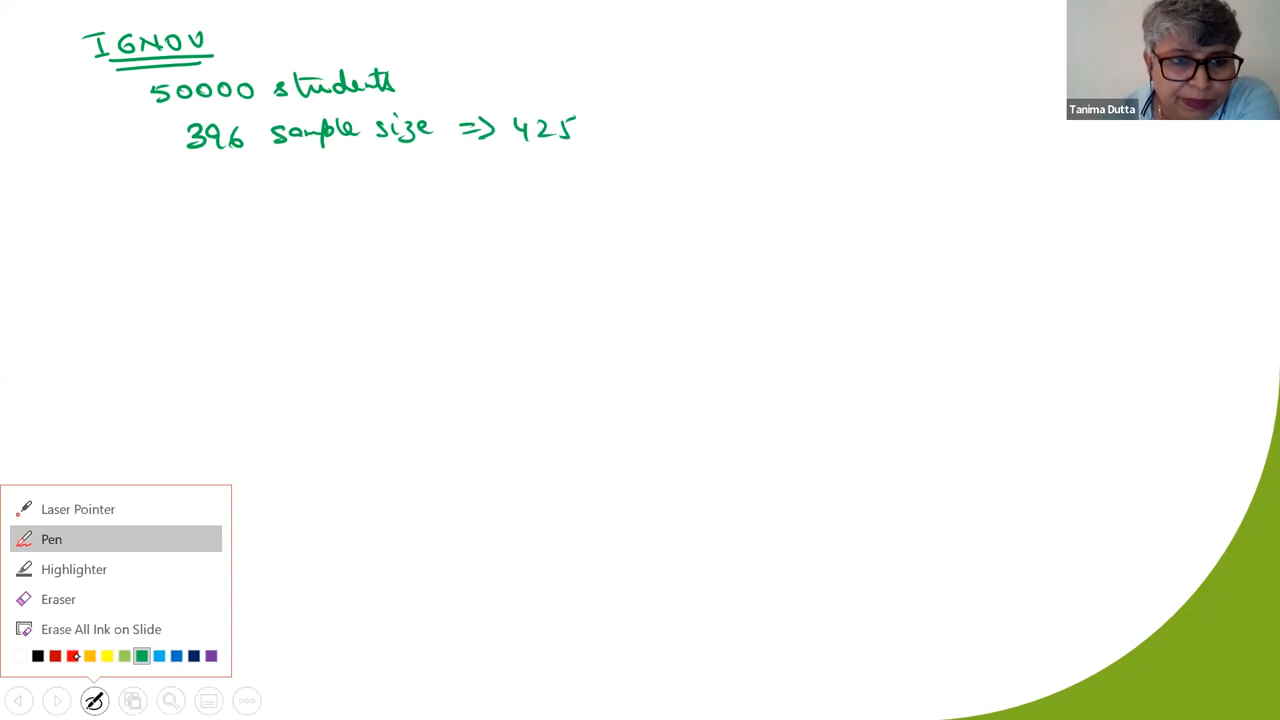 IGNOU
50000 students
396 sample size => 425
Tanima Dutta
Laser Pointer
Pen
Highlighter
Eraser
Erase All Ink on Slide